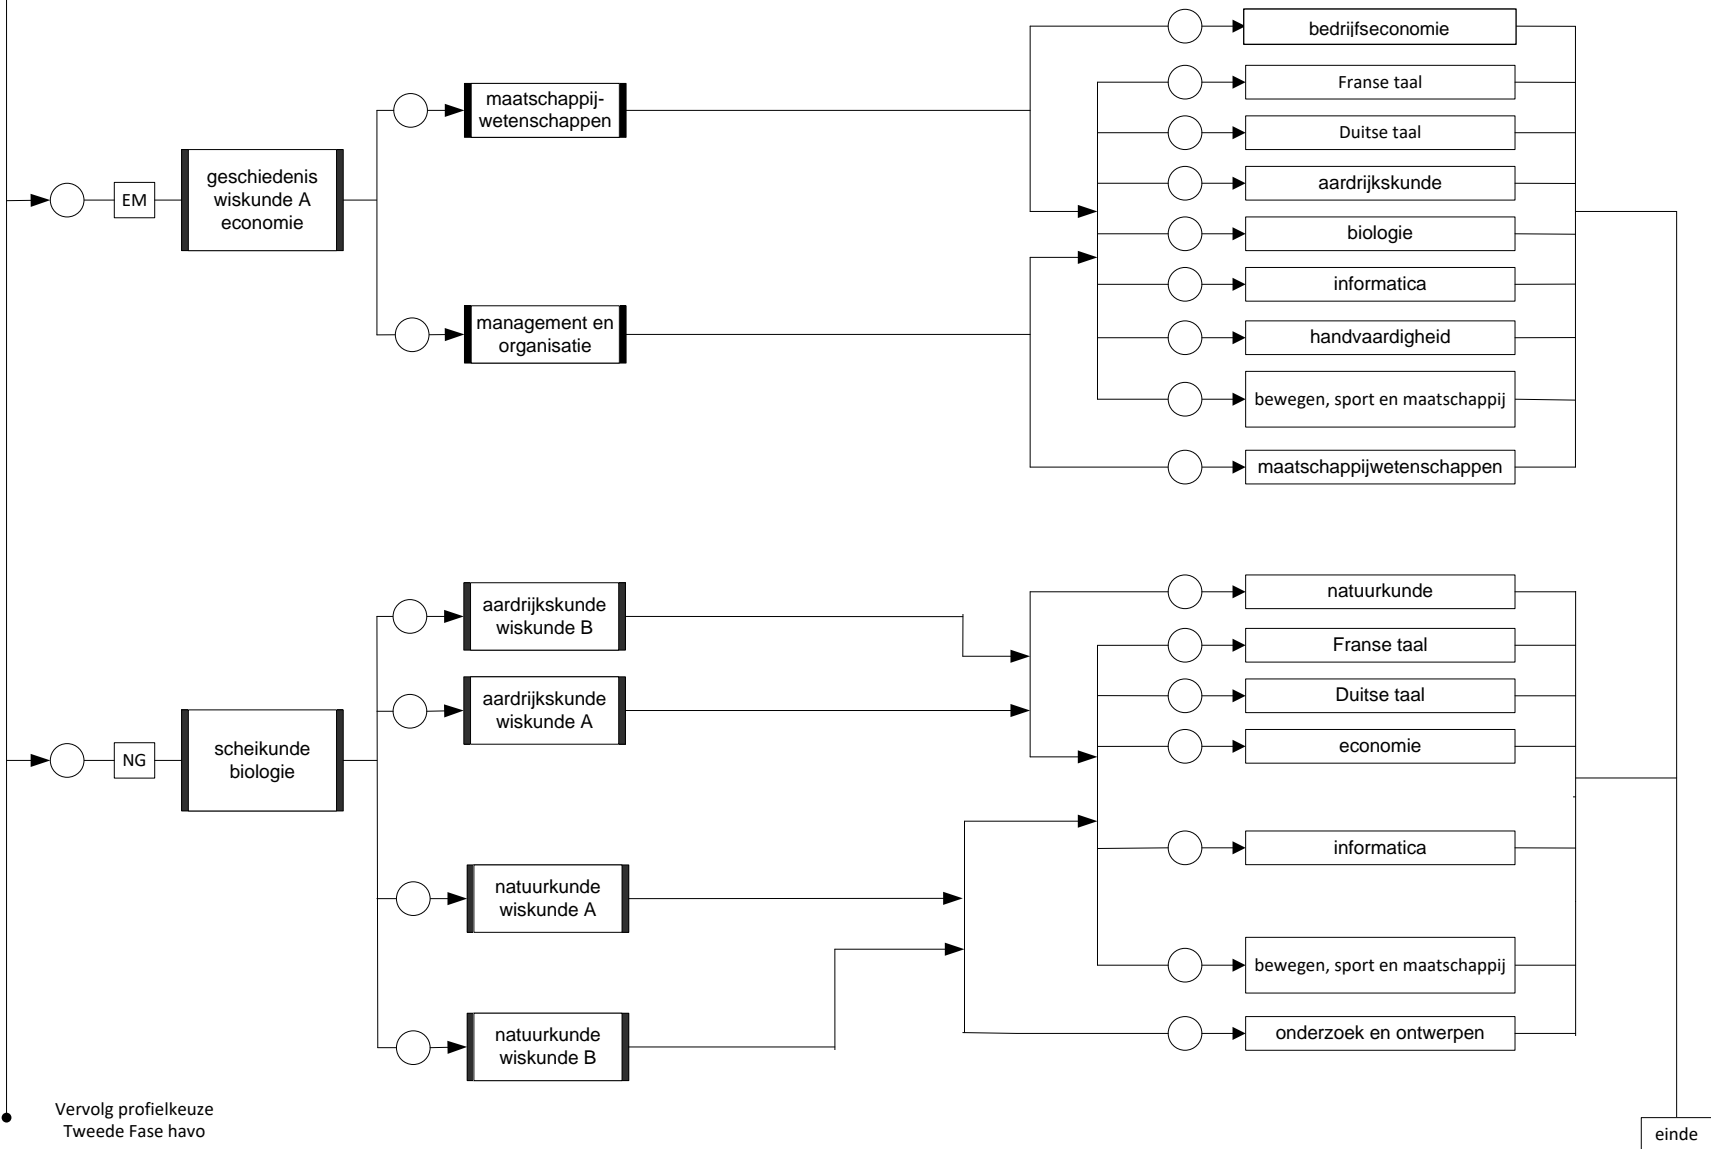 EM
geschiedenis
wiskunde A
economie
maatschappij-
wetenschappen
management en
organisatie
bedrijfseconomie
Franse taal
Duitse taal
aardrijkskunde
biologie
informatica
handvaardigheid
bewegen, sport en maatschappij
maatschappijwetenschappen
NG
scheikunde
biologie
aardrijkskunde
wiskunde B
aardrijkskunde
wiskunde A
natuurkunde
wiskunde A
natuurkunde
wiskunde B
natuurkunde
Franse taal
Duitse taal
economie
informatica
bewegen, sport en maatschappij
onderzoek en ontwerpen
Vervolg profielkeuze
Tweede Fase havo
einde